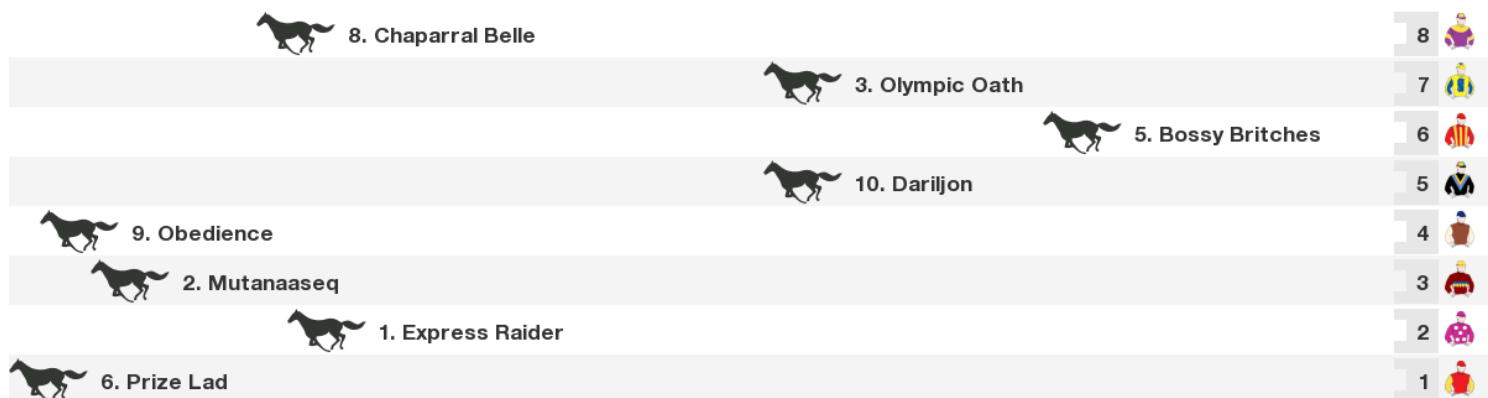 8. Chaparral Belle 8
3. Olympic Oath 7
5. Bossy Britches 6
10. Dariljon 5
9. Obedience 4
2. Mutanaaseq 3
1. Express Raider 2
6. Prize Lad 1